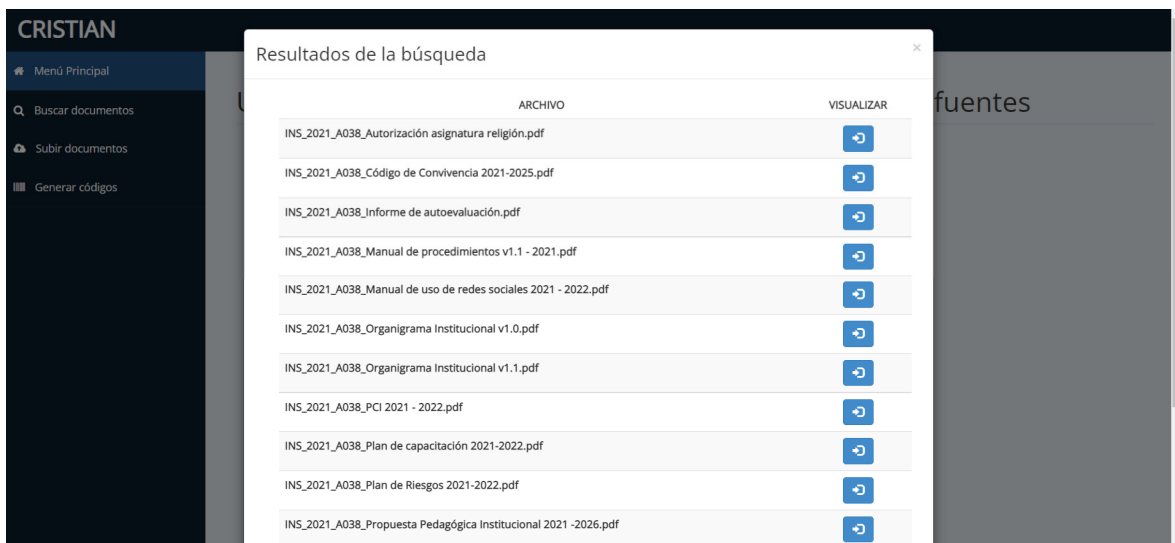 CRISTIAN
Menú Principal
Buscar documentos
Subir documentos
Generar códigos
Resultados de la búsqueda
×
fuentes
ARCHIVO VISUALIZAR
INS_2021_A038_Autorización asignatura religión.pdf
INS_2021_A038_Código de Convivencia 2021-2025.pdf
INS_2021_A038_Informe de autoevaluación.pdf
INS_2021_A038_Manual de procedimientos v1.1 - 2021.pdf
INS_2021_A038_Manual de uso de redes sociales 2021 - 2022.pdf
INS_2021_A038_Organigrama Institucional v1.0.pdf
INS_2021_A038_Organigrama Institucional v1.1.pdf
INS_2021_A038_PCI 2021 - 2022.pdf
INS_2021_A038_Plan de capacitación 2021-2022.pdf
INS_2021_A038_Plan de Riesgos 2021-2022.pdf
INS_2021_A038_Propuesta Pedagógica Institucional 2021 -2026.pdf